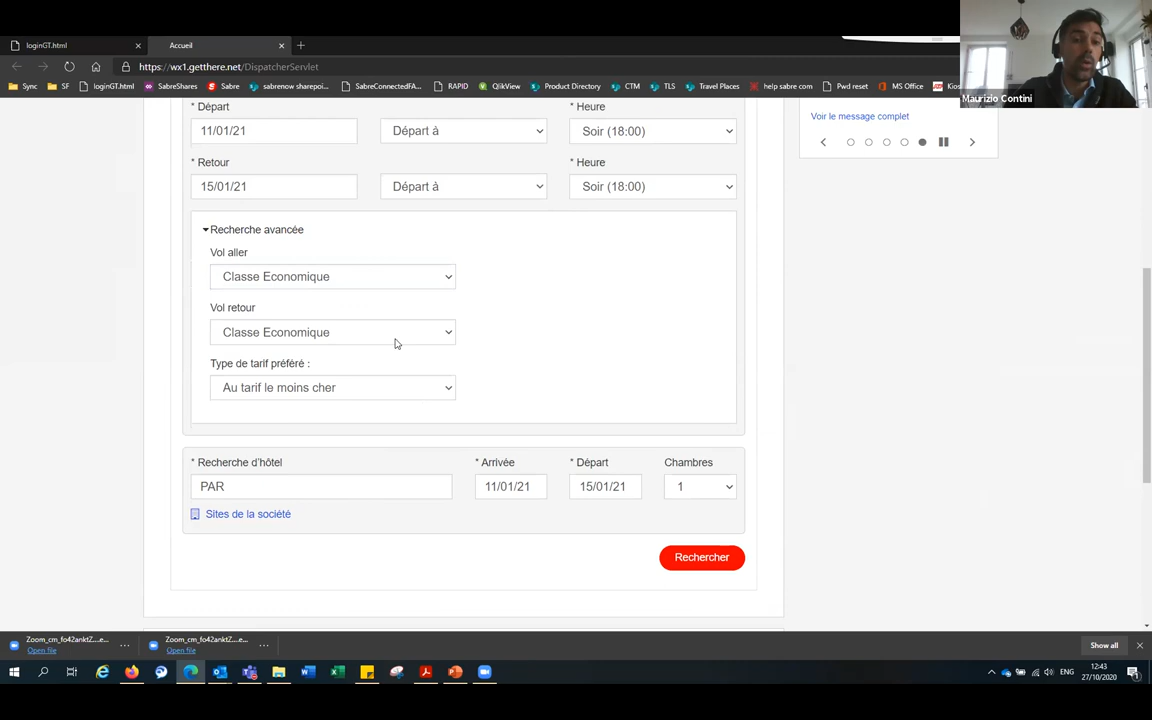 loginGT.html
Accueil
https://wx1.getthere.net/DispatcherServlet
Sync SF loginGT.html SabreShares Sabre sabrenow sharepoi... SabreConnectedFA... RAPID QlikView Product Directory CTM TLS Travel Places help sabre com Pwd reset MS Office Kios
Maurizio Contini
* Départ * Heure
11/01/21 Départ à Soir (18:00)
Voir le message complet
* Retour * Heure
15/01/21 Départ à Soir (18:00)
Recherche avancée
Vol aller
Classe Economique
Vol retour
Classe Economique
Type de tarif préféré :
Au tarif le moins cher
* Recherche d'hôtel * Arrivée * Départ Chambres
PAR 11/01/21 15/01/21 1
Sites de la société
Rechercher
Zoom_cm_fo42anktZ....e... Zoom_cm_fo42anktZ....e... Show all
Open file Open file
ENG 12:43
27/10/2020